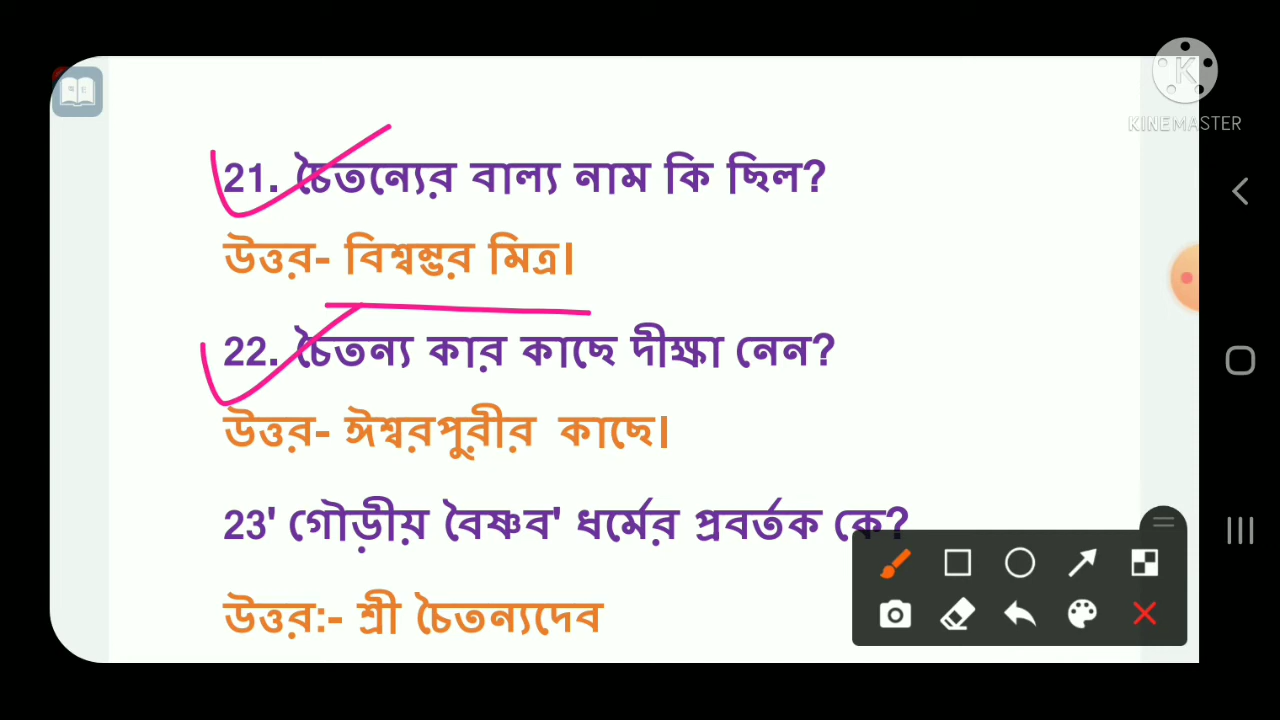 KINEMASTER
21. চৈতন্যের বাল্য নাম কি ছিল?
উত্তর- বিশ্বম্ভর মিত্র।
22. চৈতন্য কার কাছে দীক্ষা নেন?
উত্তর- ঈশ্বরপুরীর কাছে।
23' গৌড়ীয় বৈষ্ণব' ধর্মের প্রবর্তক কে?
উত্তর:- শ্রী চৈতন্যদেব